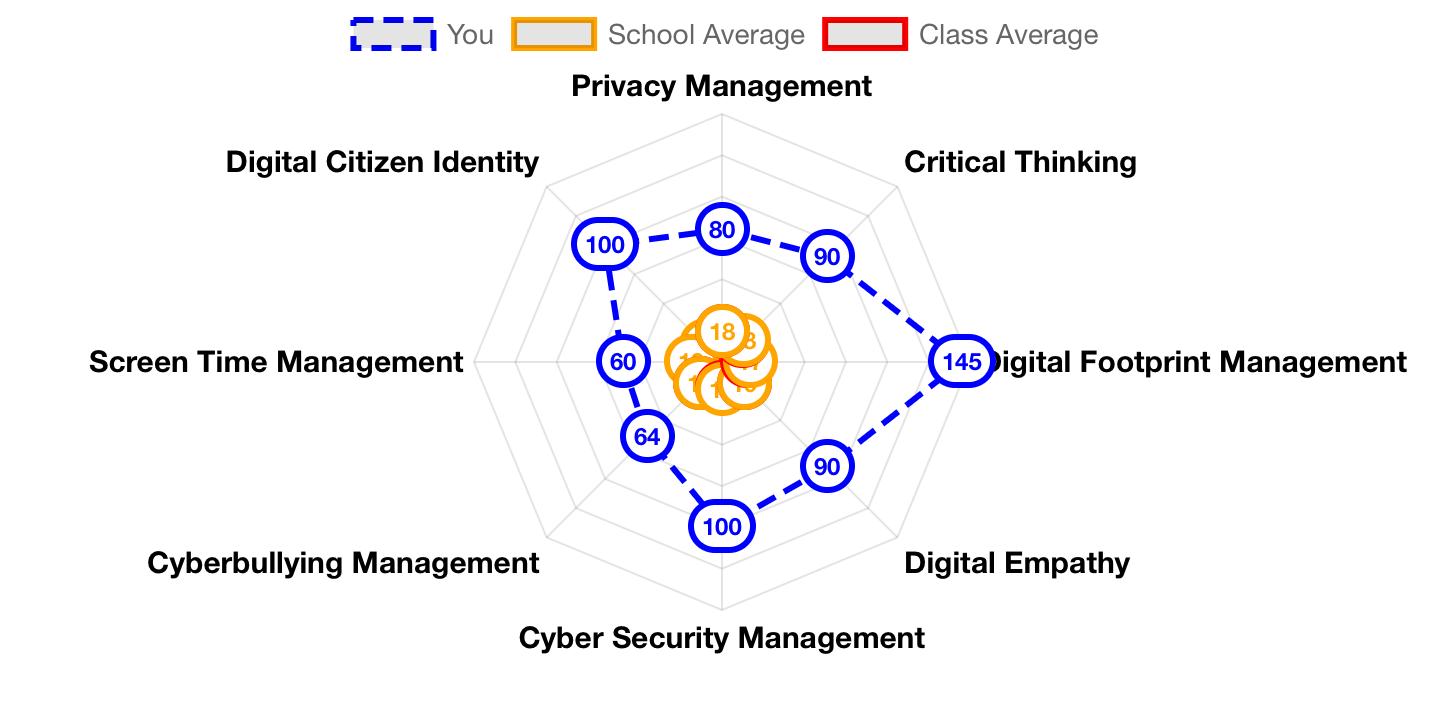 You School Average Class Average
Privacy Management
Digital Citizen Identity Critical Thinking
80
100 90
18
Screen Time Management 60 145 Digital Footprint Management
64 90
100
Cyberbullying Management Digital Empathy
Cyber Security Management